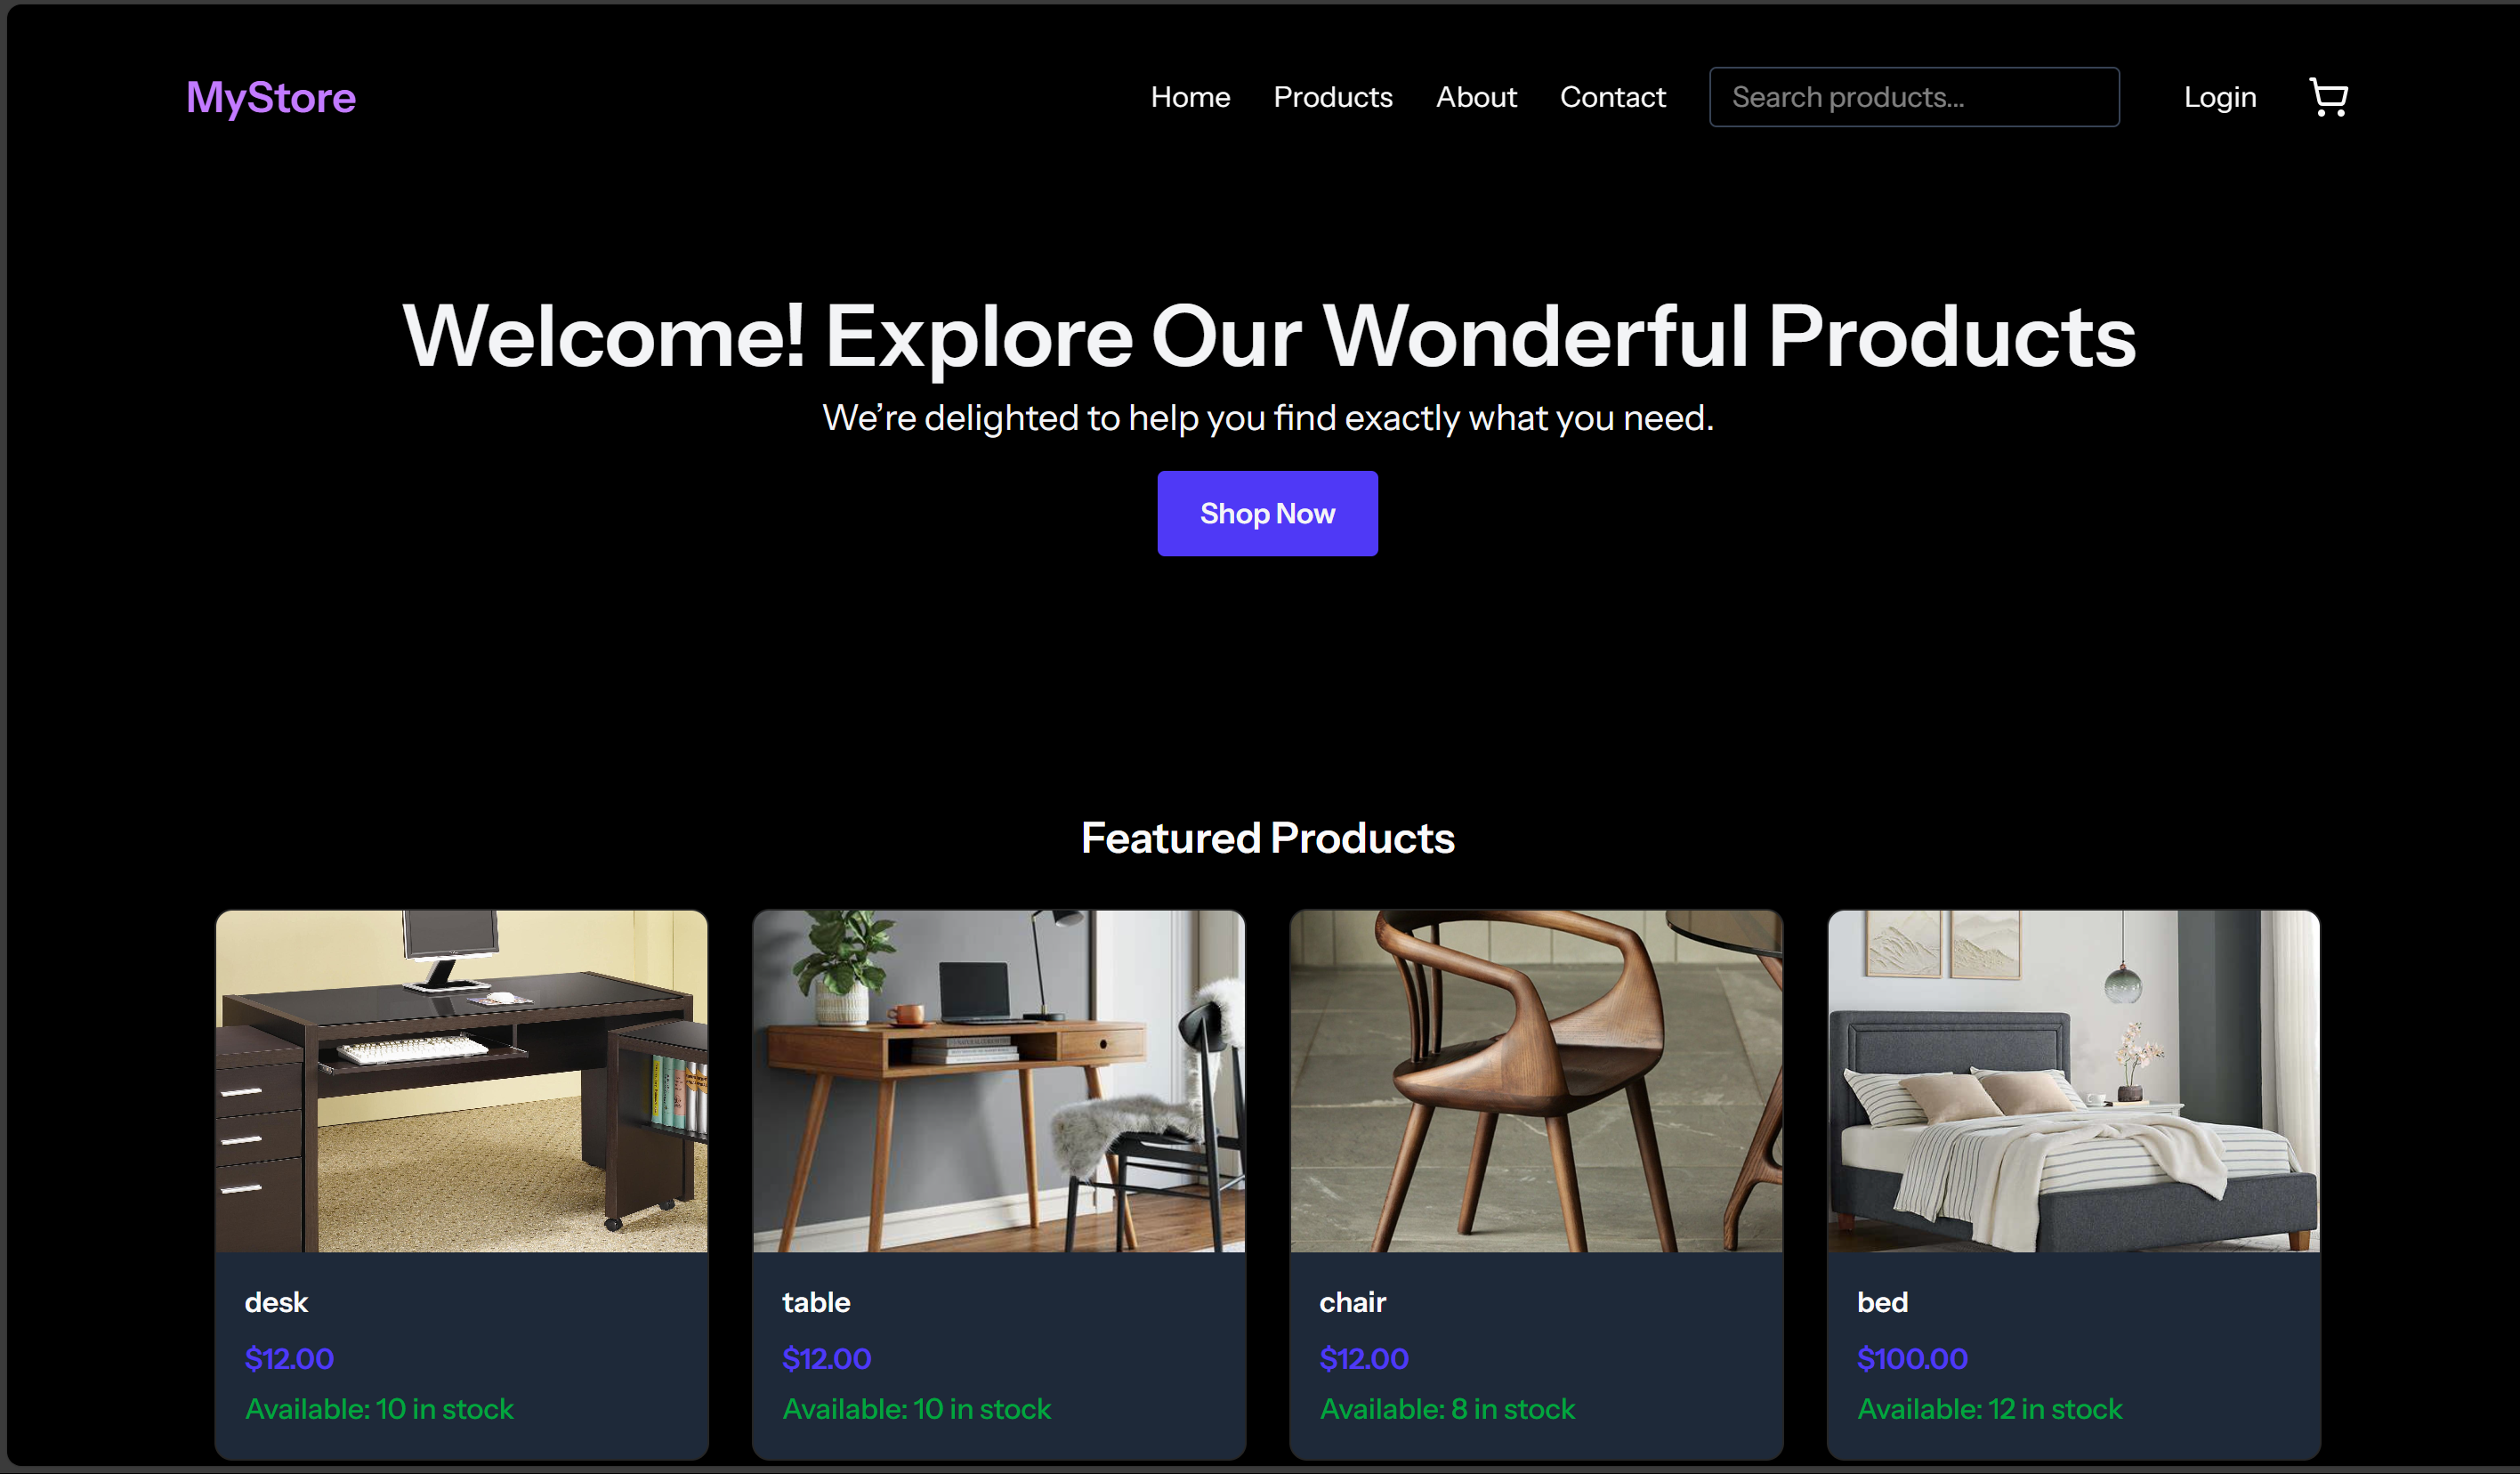 MyStore
Home Products About Contact Search products... Login
Welcome! Explore Our Wonderful Products
We’re delighted to help you find exactly what you need.
Shop Now
Featured Products
desk
$12.00
Available: 10 in stock
table
$12.00
Available: 10 in stock
chair
$12.00
Available: 8 in stock
bed
$100.00
Available: 12 in stock